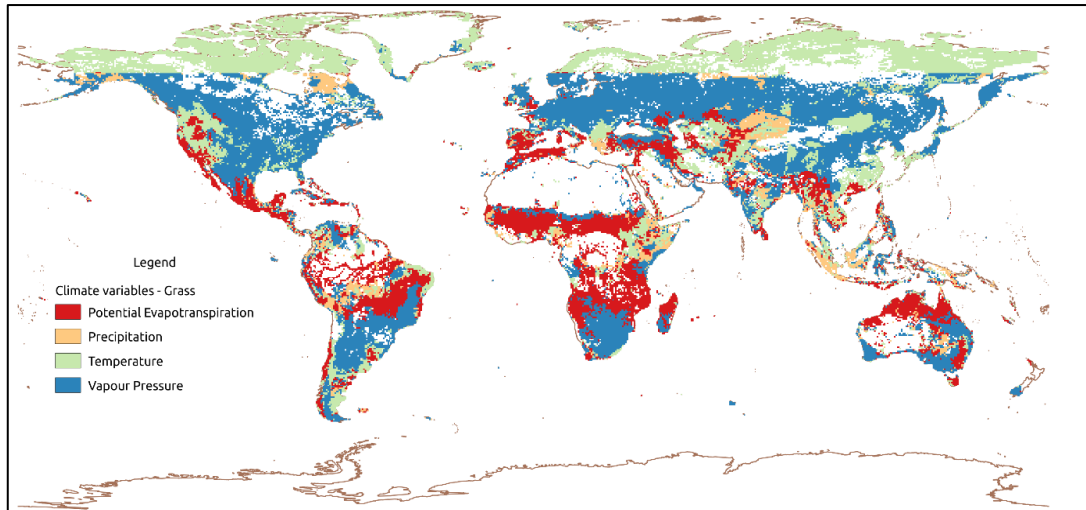 Legend
Climate variables - Grass
Potential Evapotranspiration
Precipitation
Temperature
Vapour Pressure